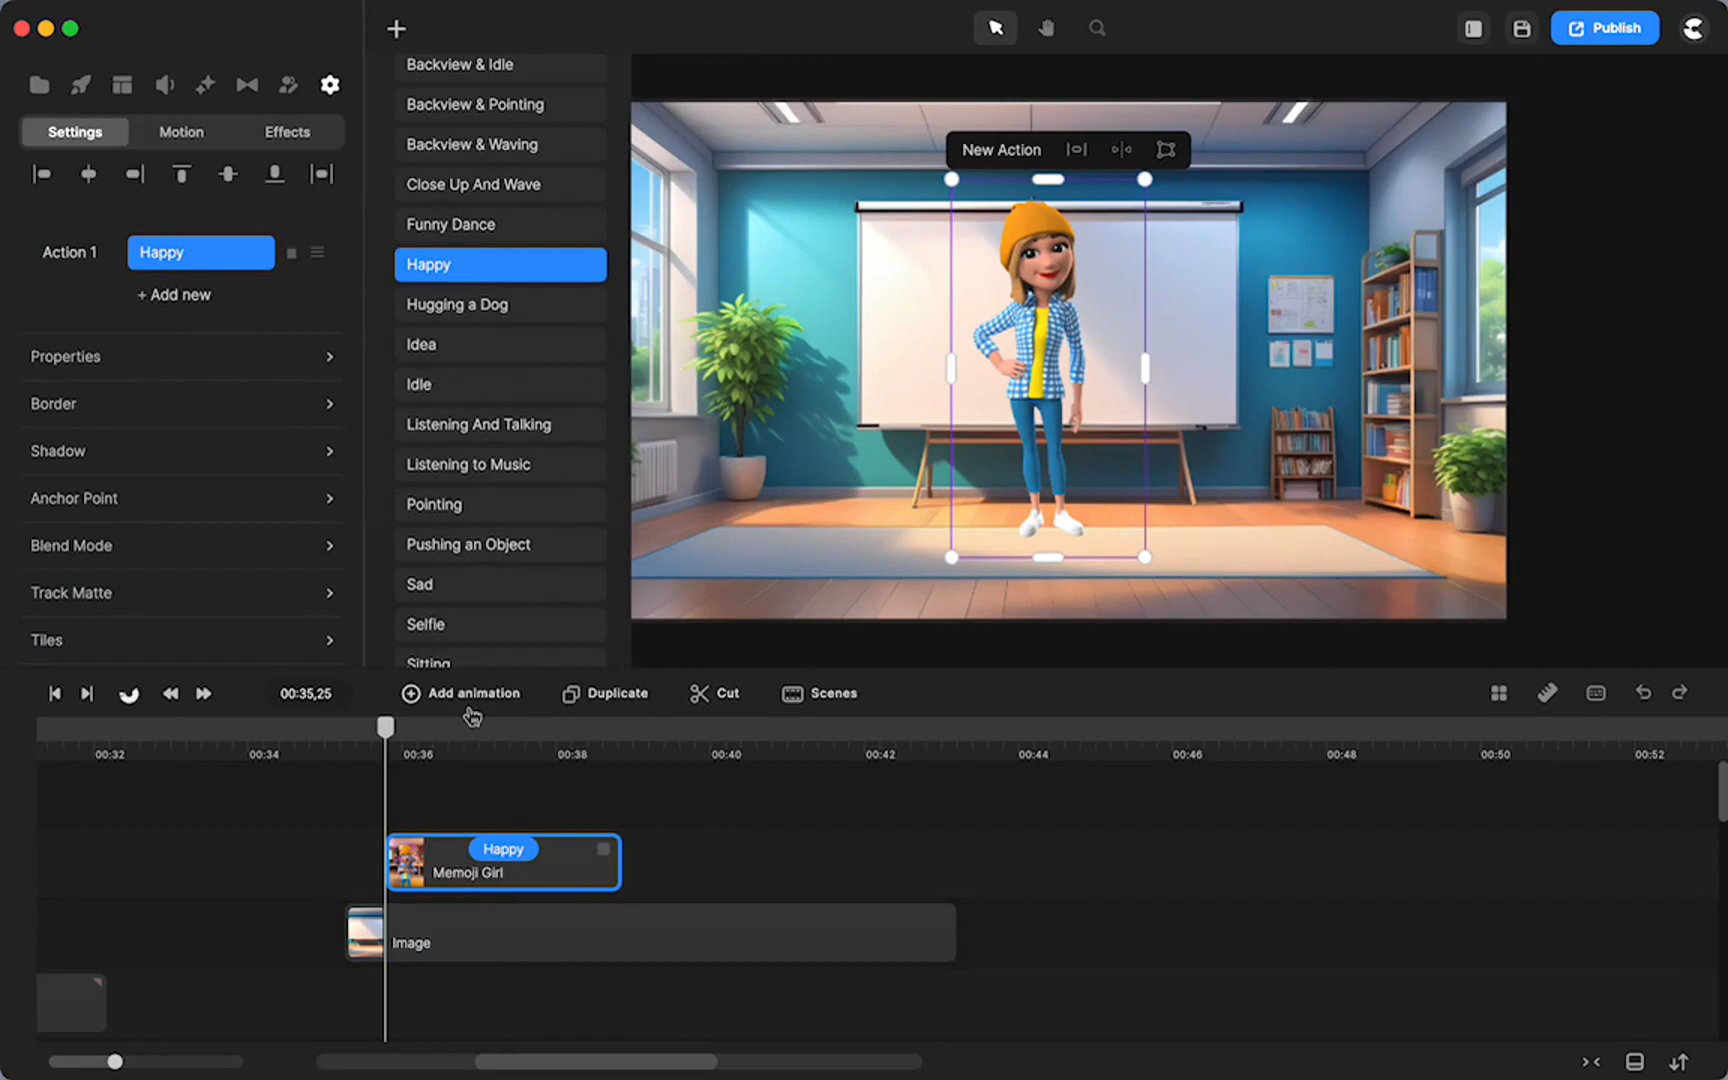 Publish
Settings
Motion
Effects
Action 1
Happy
+ Add new
Properties
Border
Shadow
Anchor Point
Blend Mode
Track Matte
Tiles
Backview & Idle
Backview & Pointing
Backview & Waving
Close Up And Wave
Funny Dance
Happy
Hugging a Dog
Idea
Idle
Listening And Talking
Listening to Music
Pointing
Pushing an Object
Sad
Selfie
Sitting
New Action
00:35,25
Add animation
Duplicate
Cut
Scenes
00:32
00:34
00:36
00:38
00:40
00:42
00:44
00:46
00:48
00:50
00:52
Happy
Memoji Girl
Image